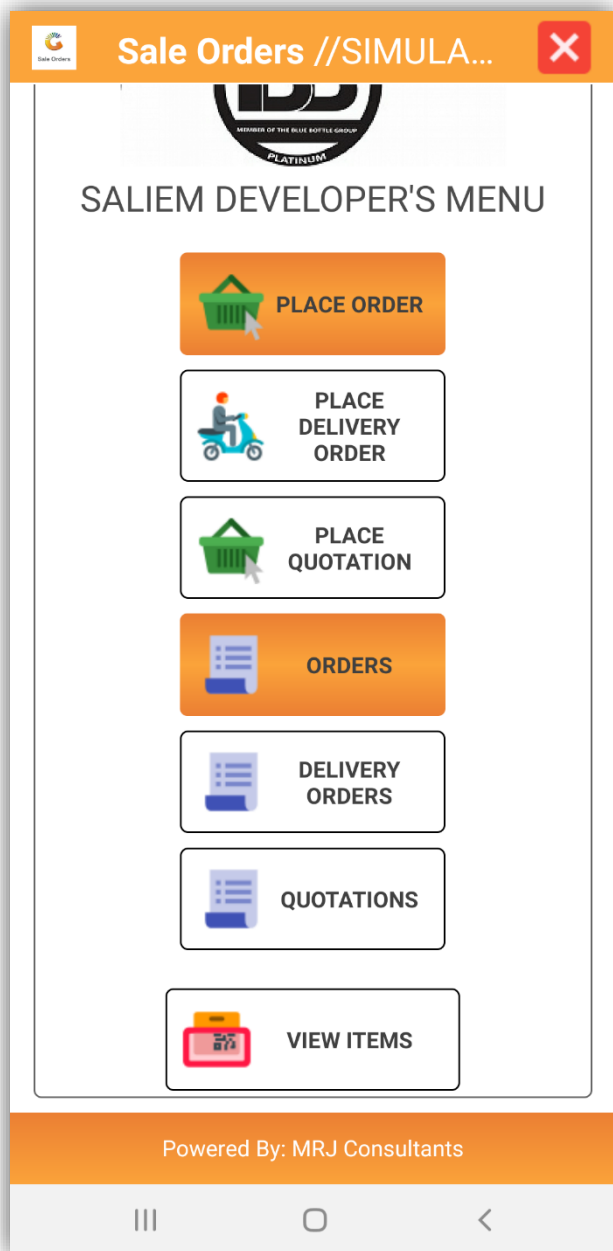 Sale Orders
Sale Orders //SIMULA...
MEMBER OF THE BLUE BOTTLE GROUP
PLATINUM
SALIEM DEVELOPER'S MENU
PLACE ORDER
PLACE
DELIVERY
ORDER
PLACE
QUOTATION
ORDERS
DELIVERY
ORDERS
QUOTATIONS
VIEW ITEMS
Powered By: MRJ Consultants